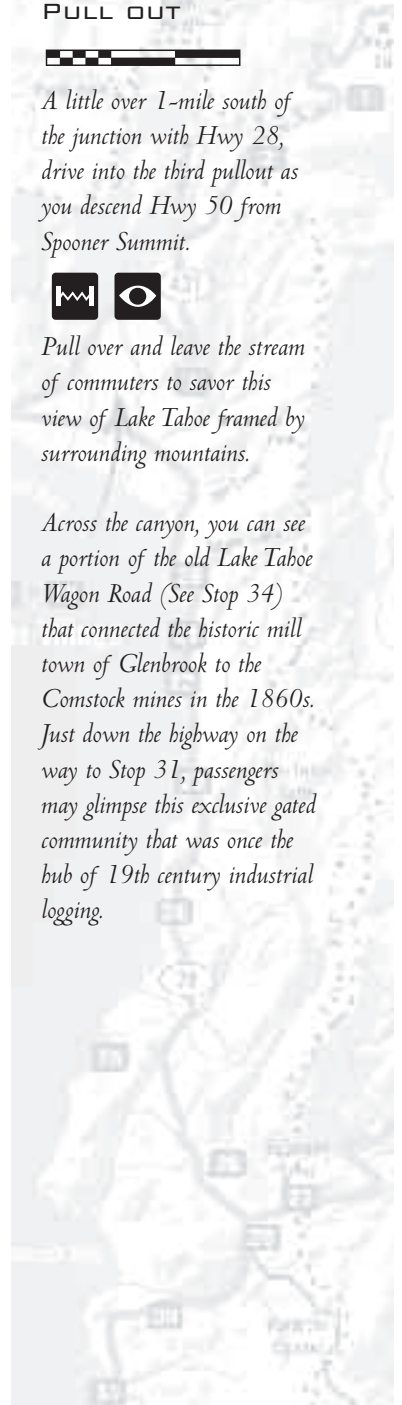 PULL OUT
A little over 1-mile south of
the junction with Hwy 28,
drive into the third pullout as
you descend Hwy 50 from
Spooner Summit.
Pull over and leave the stream
of commuters to savor this
view of Lake Tahoe framed by
surrounding mountains.
Across the canyon, you can see
a portion of the old Lake Tahoe
Wagon Road (See Stop 34)
that connected the historic mill
town of Glenbrook to the
Comstock mines in the 1860s.
Just down the highway on the
way to Stop 31, passengers
may glimpse this exclusive gated
community that was once the
hub of 19th century industrial
logging.
28